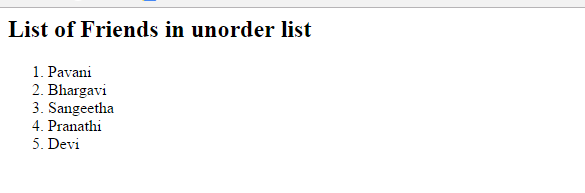 List of Friends in unorder list
1. Pavani
2. Bhargavi
3. Sangeetha
4. Pranathi
5. Devi